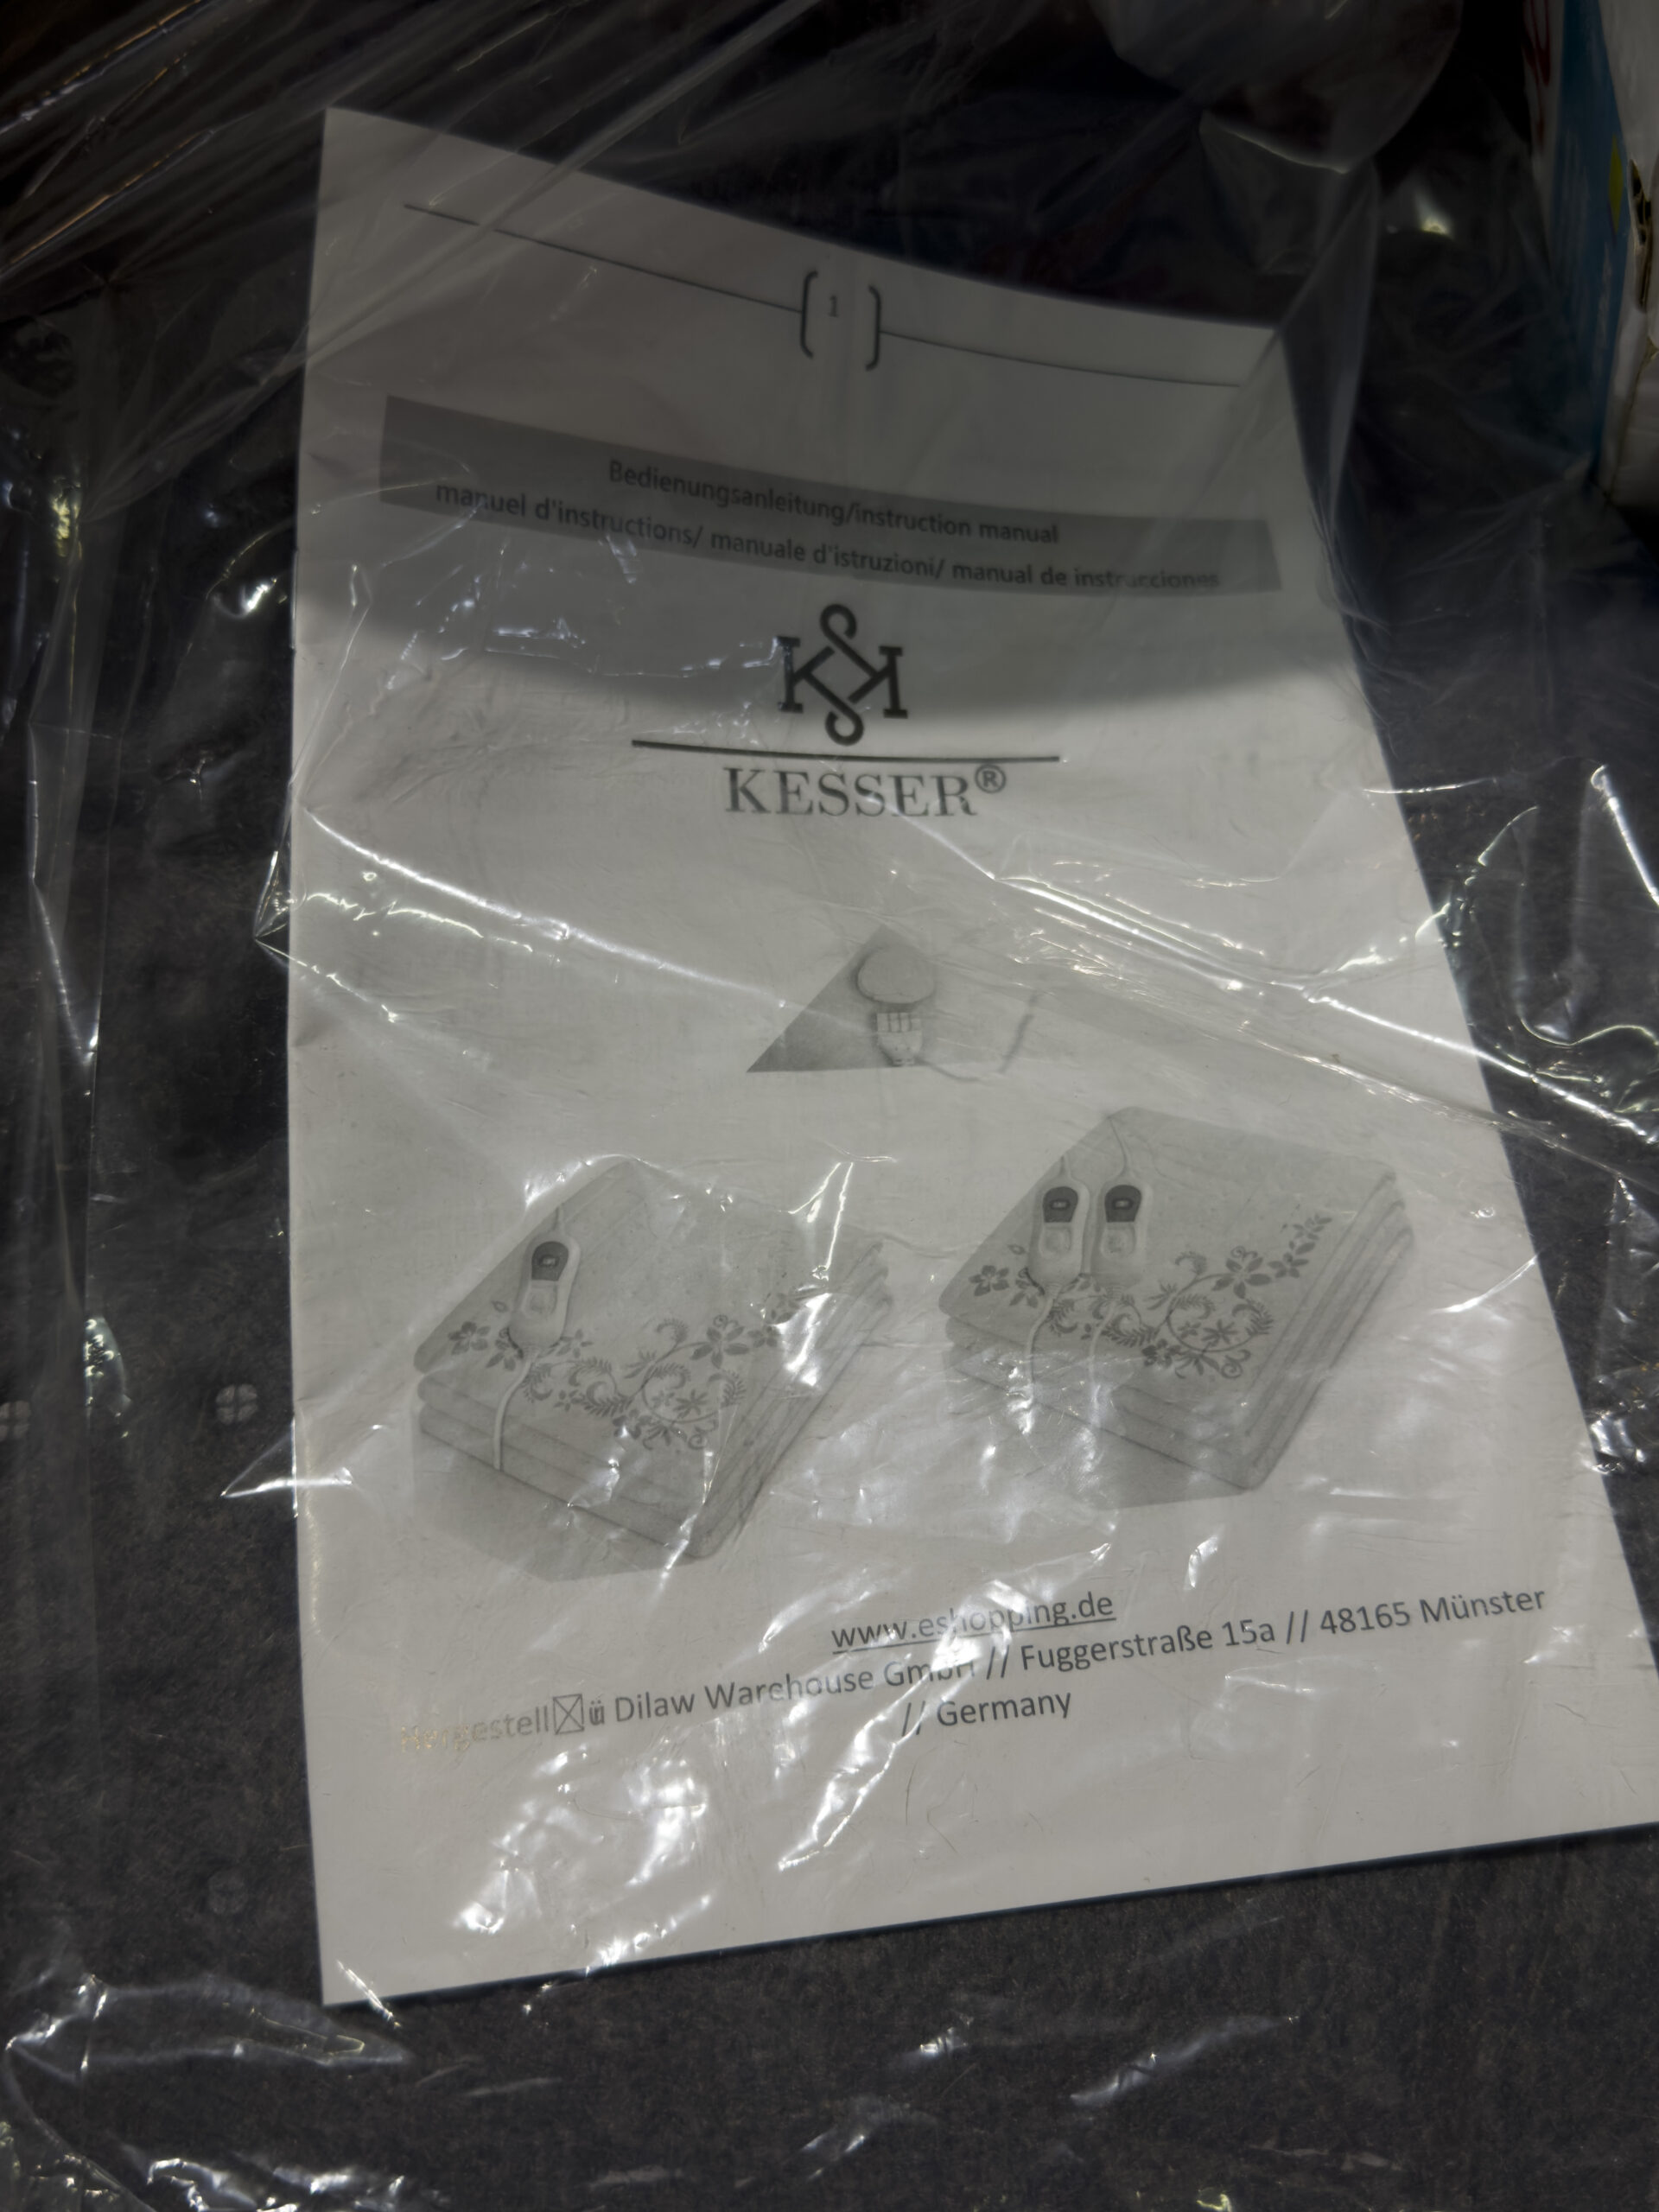 1
Bedienungsanleitung/instruction manual
manuel d'instructions/ manuale d'istruzioni/ manual de instrucciones
KESSER®
www.eshopping.de
Hergestell ü Dilaw Warehouse GmbH // Fuggerstraße 15a // 48165 Münster
// Germany